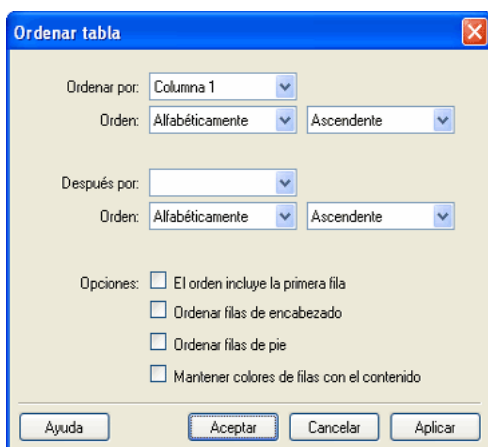 Ordenar tabla
Ordenar por: Columna 1
Orden: Alfabéticamente Ascendente
Después por:
Orden: Alfabéticamente Ascendente
Opciones: El orden incluye la primera fila
Ordenar filas de encabezado
Ordenar filas de pie
Mantener colores de filas con el contenido
Ayuda Aceptar Cancelar Aplicar